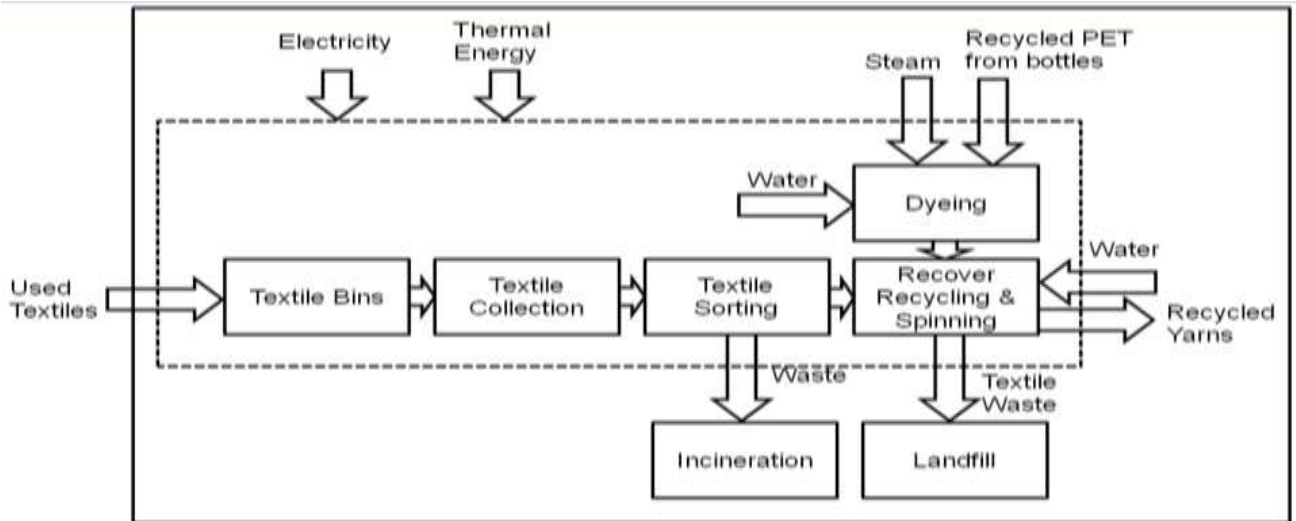 Electricity
Thermal
Energy
Steam
Recycled PET
from bottles
Water
Dyeing
Water
Used
Textiles
Textile Bins
Textile
Collection
Textile
Sorting
Recover
Recycling &
Spinning
Recycled
Yarns
Waste
Textile
Waste
Incineration
Landfill